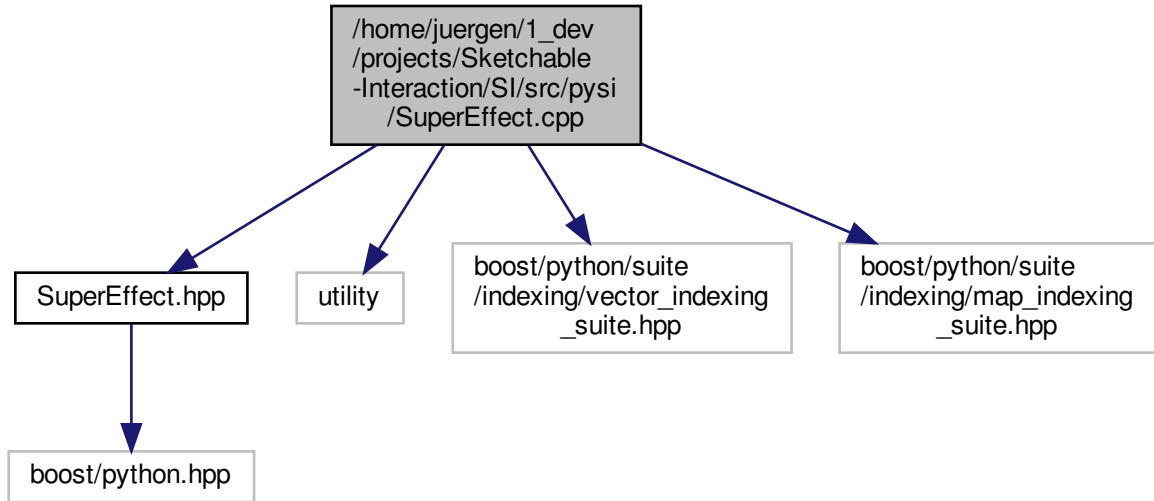 /home/juergen/1_dev
/projects/Sketchable
-Interaction/SI/src/pysi
/SuperEffect.cpp
SuperEffect.hpp
utility
boost/python/suite
/indexing/vector_indexing
_suite.hpp
boost/python/suite
/indexing/map_indexing
_suite.hpp
boost/python.hpp